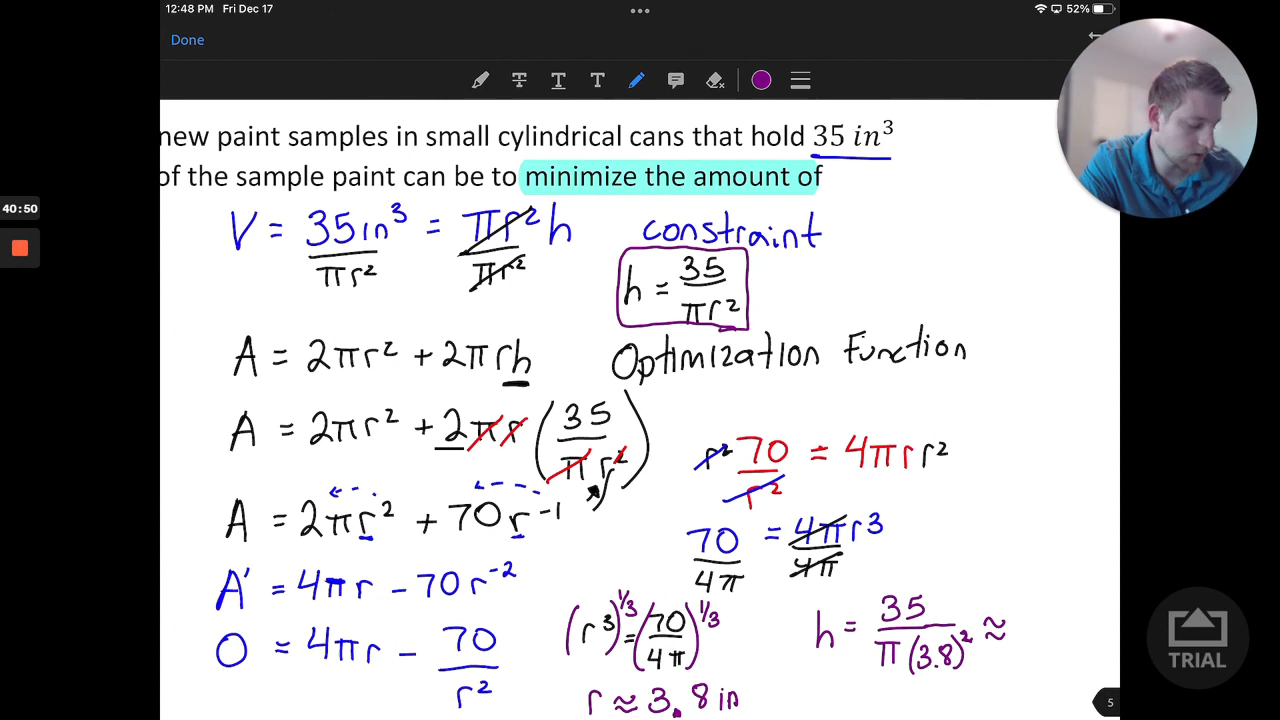 12:48 PM Fri Dec 17
52%
Done
T T T
40:50
new paint samples in small cylindrical cans that hold 35 in³
of the sample paint can be to minimize the amount of
V = 35in³/πr² = πr²h/πr² constraint
h = 35/πr²
A = 2πr² + 2πrh Optimization Function
A = 2πr² + 2πr (35/πr²)
r² 70/r² = 4πr r²
A = 2πr² + 70r⁻¹
70/4π = 4πr³/4π
A' = 4πr - 70r⁻²
0 = 4πr - 70/r²
(r³)^1/3 = (70/4π)^1/3
r ≈ 3.8in
h = 35/π(3.8)² ≈
TRIAL
5